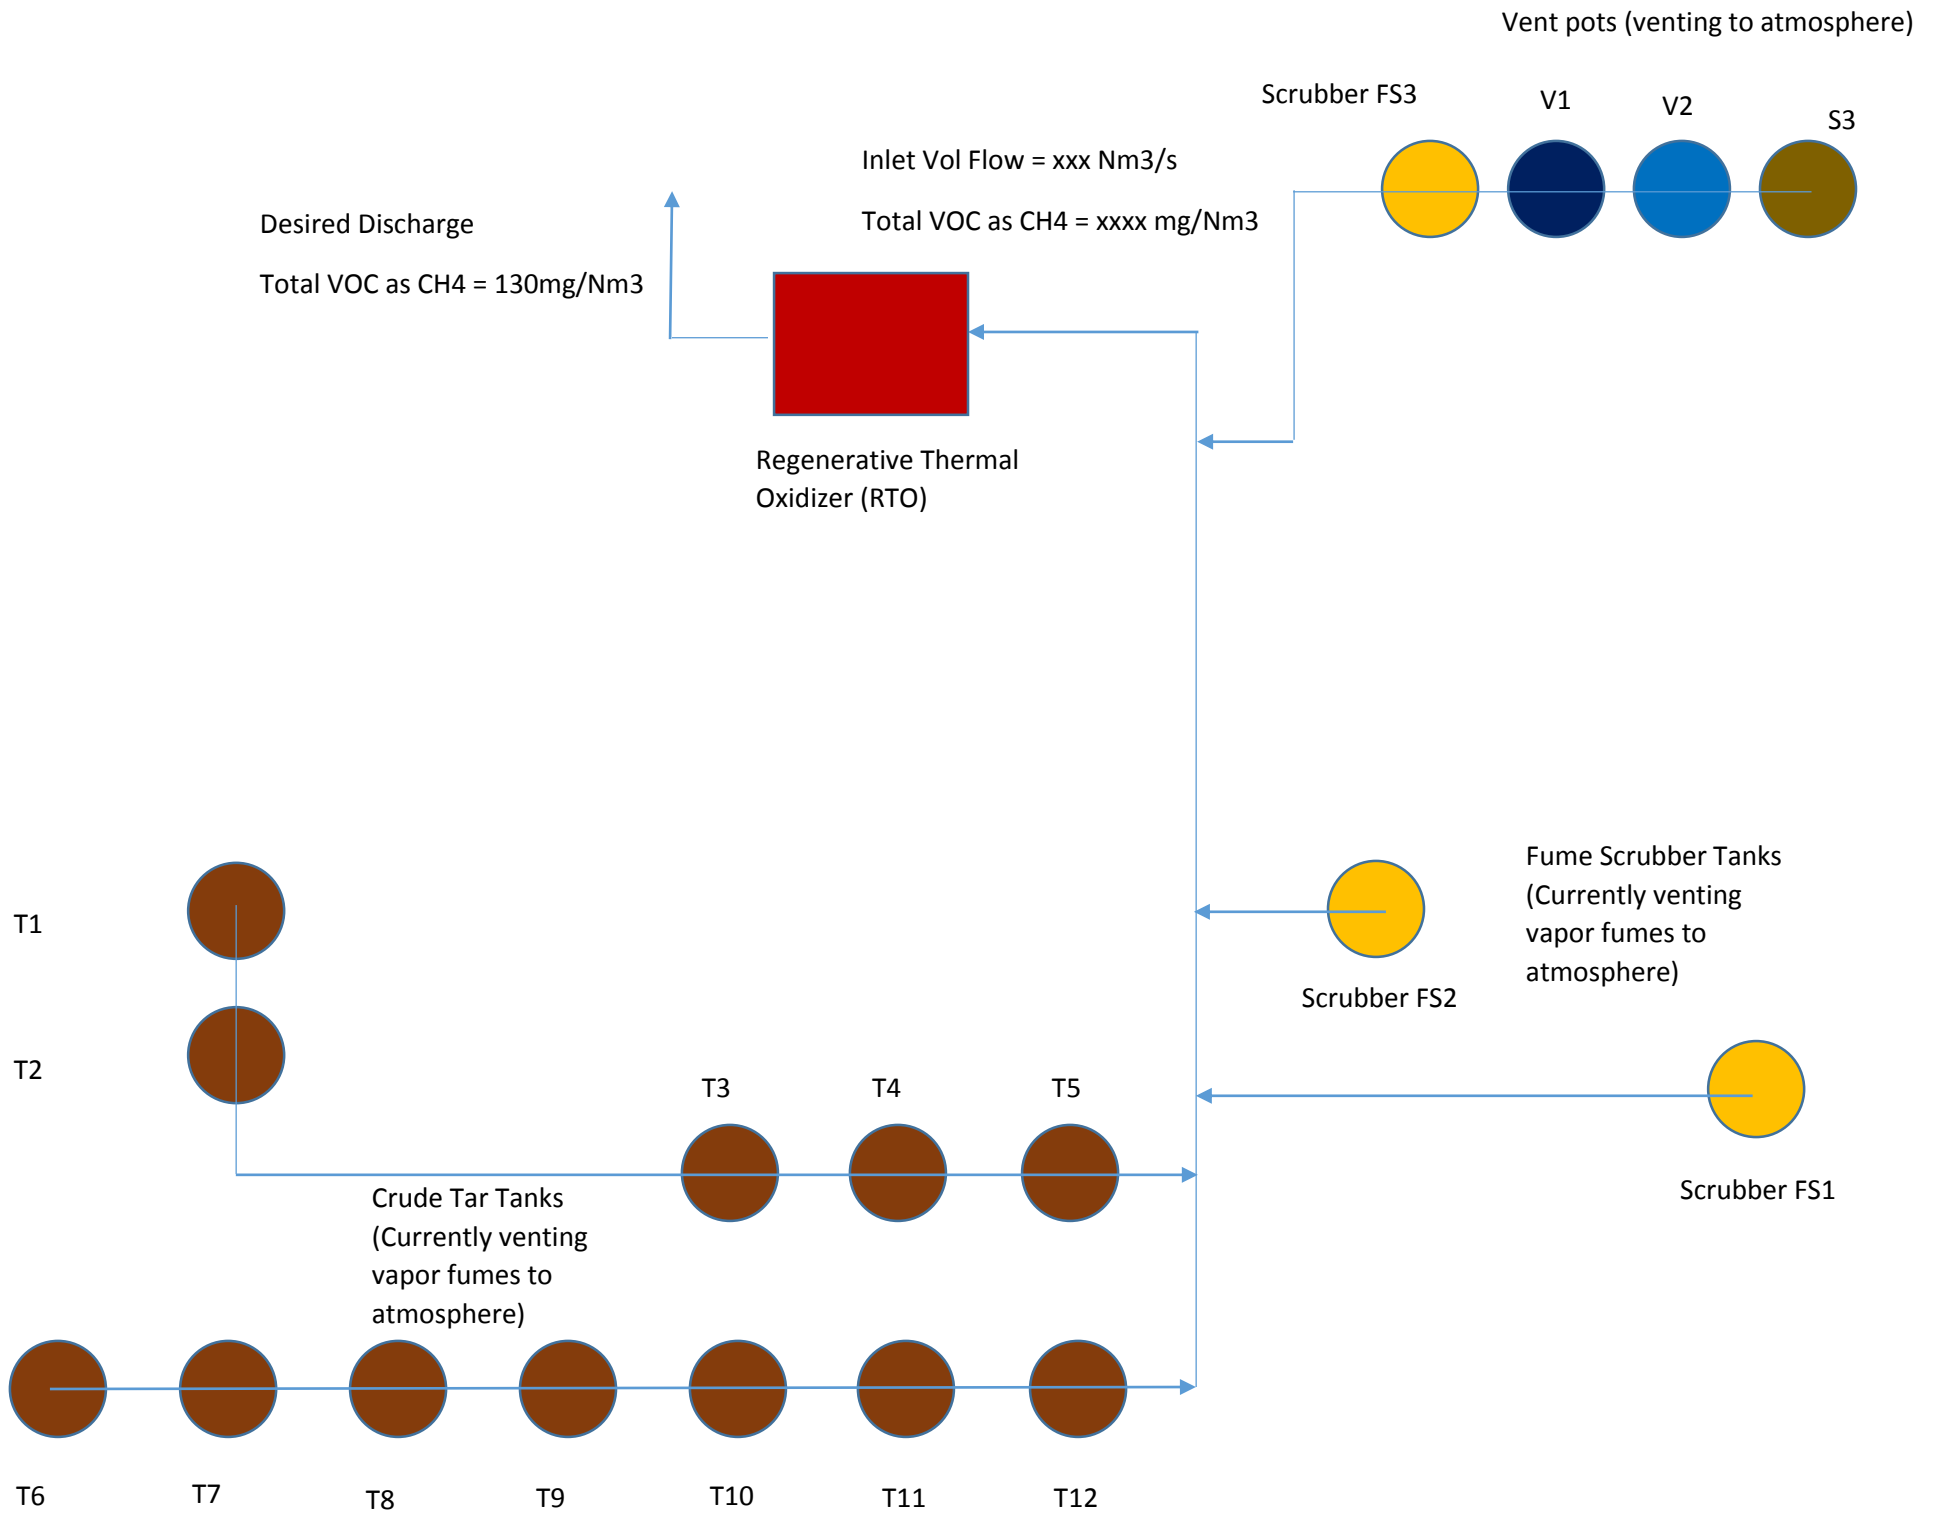 Vent pots (venting to atmosphere)
Scrubber FS3
V1
V2
S3
Inlet Vol Flow = xxx Nm3/s
Total VOC as CH4 = xxxx mg/Nm3
Desired Discharge
Total VOC as CH4 = 130mg/Nm3
Regenerative Thermal
Oxidizer (RTO)
T1
T2
Fume Scrubber Tanks
(Currently venting
vapor fumes to
atmosphere)
Scrubber FS2
T3
T4
T5
Scrubber FS1
Crude Tar Tanks
(Currently venting
vapor fumes to
atmosphere)
T6
T7
T8
T9
T10
T11
T12